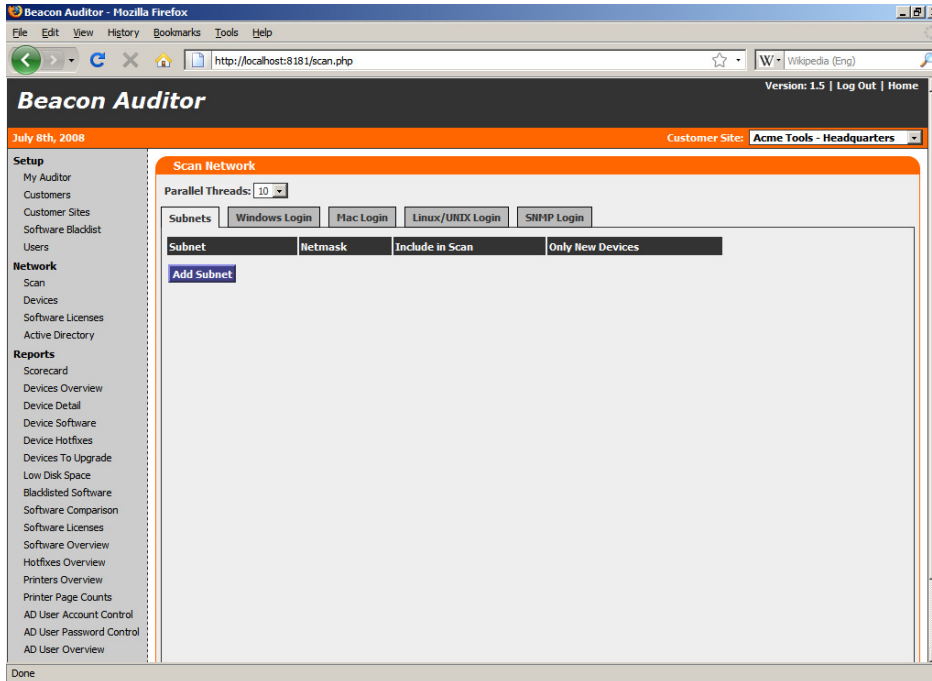 Beacon Auditor - Mozilla Firefox
File Edit View History Bookmarks Tools Help
http://localhost:8181/scan.php
W Wikipedia (Eng)
Version: 1.5 | Log Out | Home
Beacon Auditor
July 8th, 2008
Customer Site: Acme Tools - Headquarters
Setup
My Auditor
Customers
Customer Sites
Software Blacklist
Users
Network
Scan
Devices
Software Licenses
Active Directory
Reports
Scorecard
Devices Overview
Device Detail
Device Software
Device Hotfixes
Devices To Upgrade
Low Disk Space
Blacklisted Software
Software Comparison
Software Licenses
Software Overview
Hotfixes Overview
Printers Overview
Printer Page Counts
AD User Account Control
AD User Password Control
AD User Overview
Scan Network
Parallel Threads: 10
Subnets Windows Login Mac Login Linux/UNIX Login SNMP Login
Subnet Netmask Include in Scan Only New Devices
Add Subnet
Done